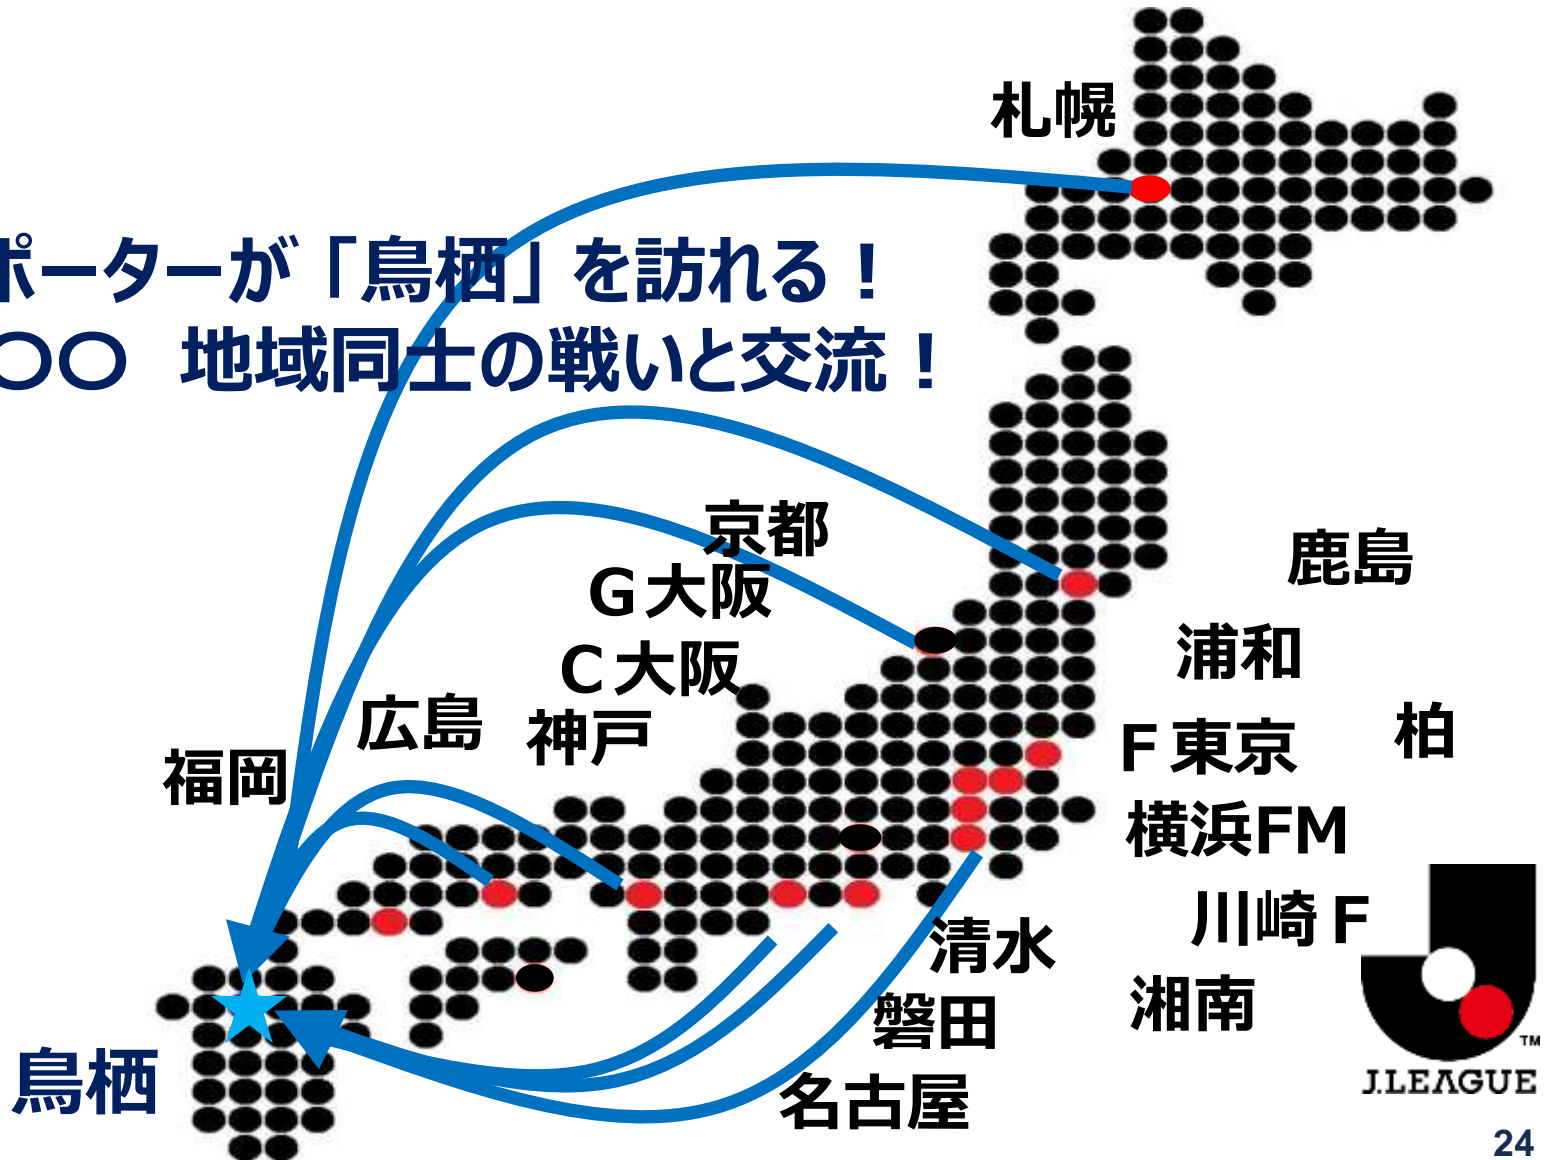 札幌
ポーターが「鳥栖」を訪れる！
〇〇　地域同士の戦いと交流！
京都
Ｇ大阪
Ｃ大阪
神戸
広島
福岡
鹿島
浦和
柏
Ｆ東京
横浜FM
川崎Ｆ
湘南
清水
磐田
名古屋
鳥栖
J.LEAGUE
TM
24